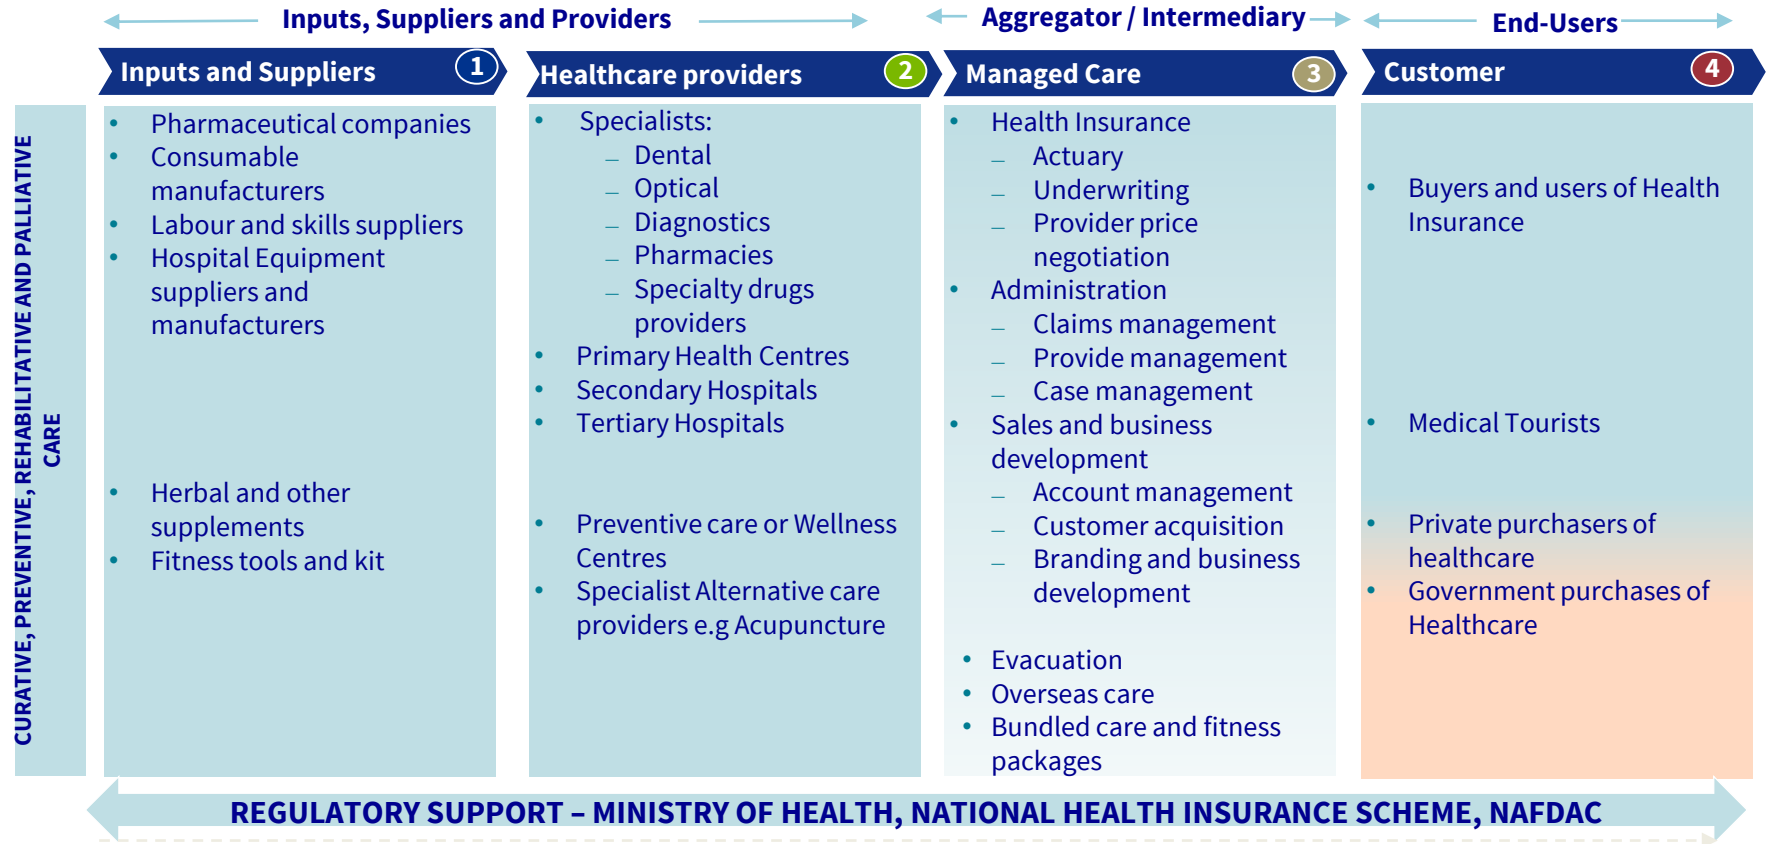 Inputs, Suppliers and Providers
Aggregator / Intermediary
End-Users
Inputs and Suppliers
1
Healthcare providers
2
Managed Care
3
Customer
4
CURATIVE, PREVENTIVE, REHABILITATIVE AND PALLIATIVE
CARE
• Pharmaceutical companies
• Consumable
manufacturers
• Labour and skills suppliers
• Hospital Equipment
suppliers and
manufacturers
• Herbal and other
supplements
• Fitness tools and kit
• Specialists:
– Dental
– Optical
– Diagnostics
– Pharmacies
– Specialty drugs
providers
• Primary Health Centres
• Secondary Hospitals
• Tertiary Hospitals
• Preventive care or Wellness
Centres
• Specialist Alternative care
providers e.g Acupuncture
• Health Insurance
– Actuary
– Underwriting
– Provider price
negotiation
• Administration
– Claims management
– Provide management
– Case management
• Sales and business
development
– Account management
– Customer acquisition
– Branding and business
development
• Evacuation
• Overseas care
• Bundled care and fitness
packages
• Buyers and users of Health
Insurance
• Medical Tourists
• Private purchasers of
healthcare
• Government purchases of
Healthcare
REGULATORY SUPPORT – MINISTRY OF HEALTH, NATIONAL HEALTH INSURANCE SCHEME, NAFDAC